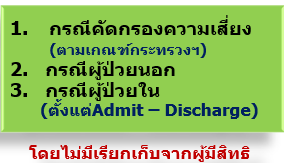 1. กรณีคัดกรองความเสี่ยง
(ตามเกณฑ์กระทรวงฯ)
2. กรณีผู้ป่วยนอก
3. กรณีผู้ป่วยใน
(ตั้งแต่Admit – Discharge)
โดยไม่มีเรียกเก็บจากผู้มีสิทธิ